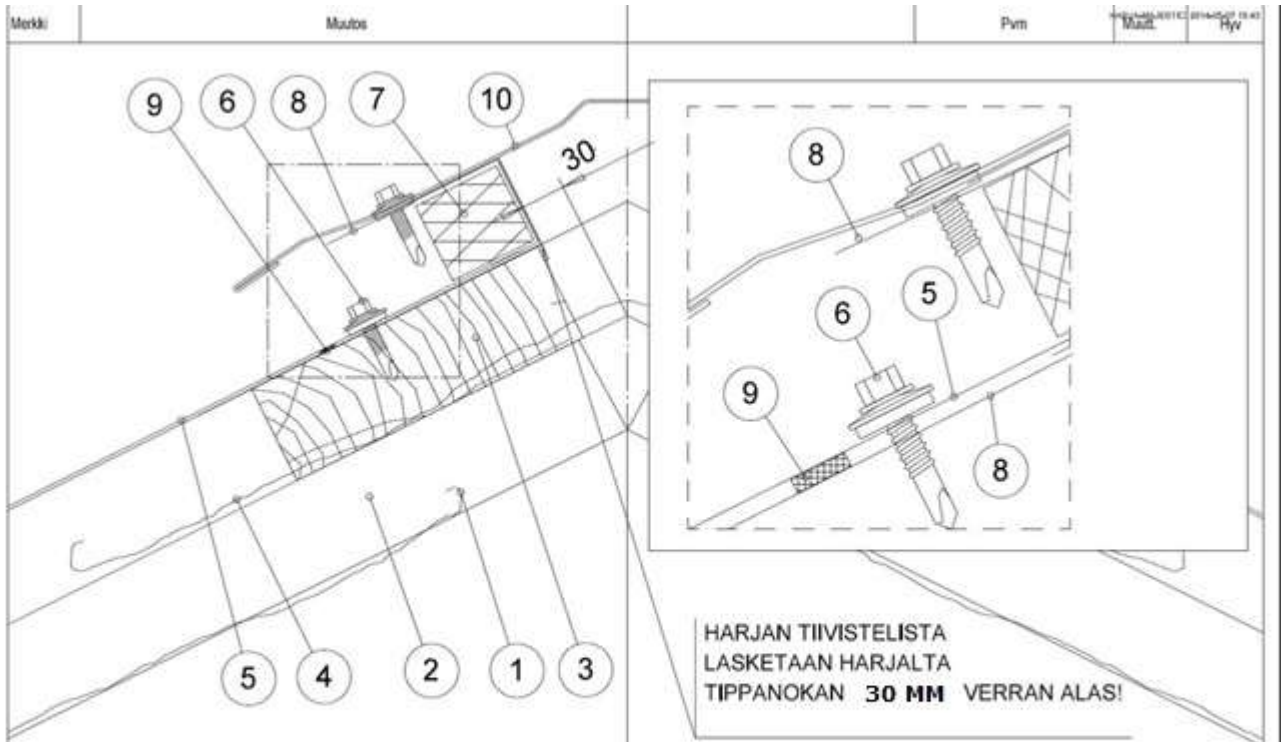 Merkki Muutos Pvm Muutt. Hyv
9 6 8 7 10
30
8
6 5
9
8
5 4 2 1 3
HARJAN TIIVISTELISTA
LASKETAAN HARJALTA
TIPPANOKAN 30 MM VERRAN ALAS!